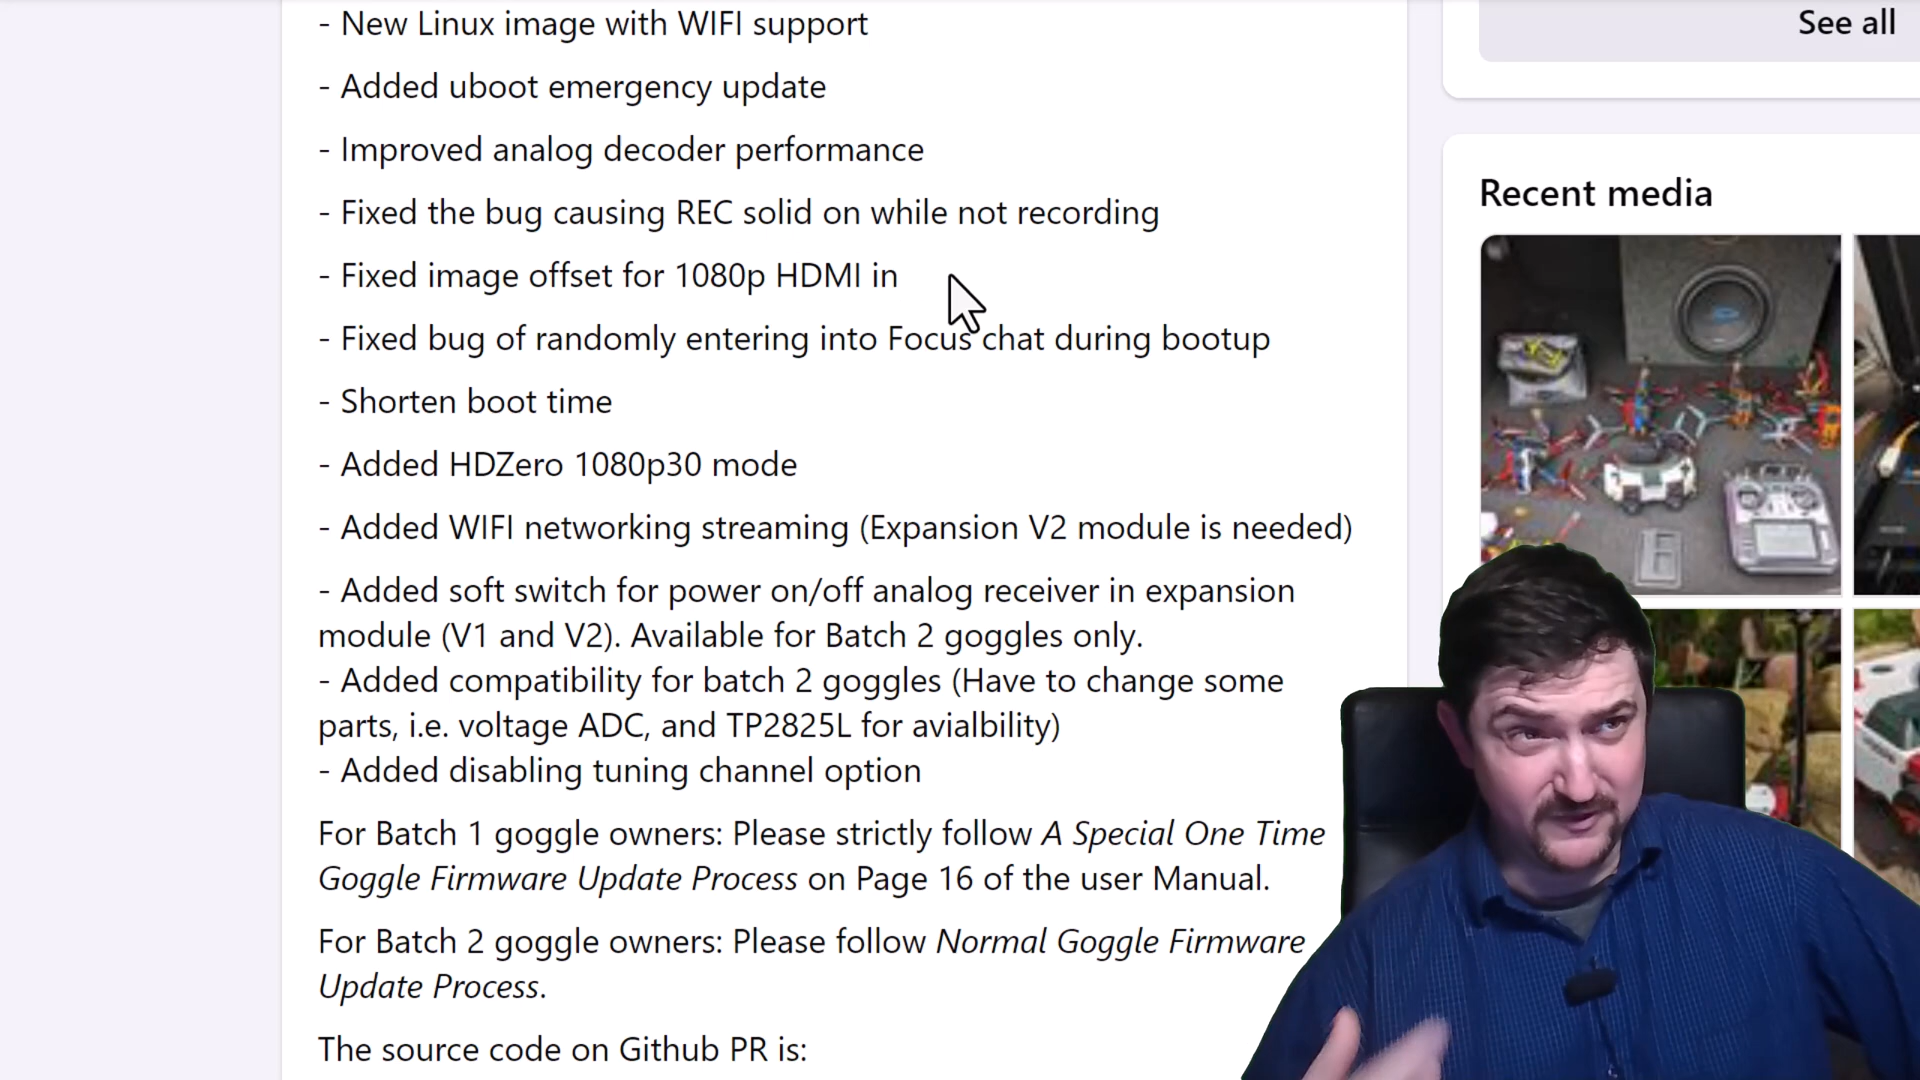 - New Linux image with WIFI support
See all
- Added uboot emergency update
- Improved analog decoder performance
Recent media
- Fixed the bug causing REC solid on while not recording
- Fixed image offset for 1080p HDMI in
- Fixed bug of randomly entering into Focus chat during bootup
- Shorten boot time
- Added HDZero 1080p30 mode
- Added WIFI networking streaming (Expansion V2 module is needed)
- Added soft switch for power on/off analog receiver in expansion
module (V1 and V2). Available for Batch 2 goggles only.
- Added compatibility for batch 2 goggles (Have to change some
parts, i.e. voltage ADC, and TP2825L for avialbility)
- Added disabling tuning channel option
For Batch 1 goggle owners: Please strictly follow A Special One Time
Goggle Firmware Update Process on Page 16 of the user Manual.
For Batch 2 goggle owners: Please follow Normal Goggle Firmware
Update Process.
The source code on Github PR is: